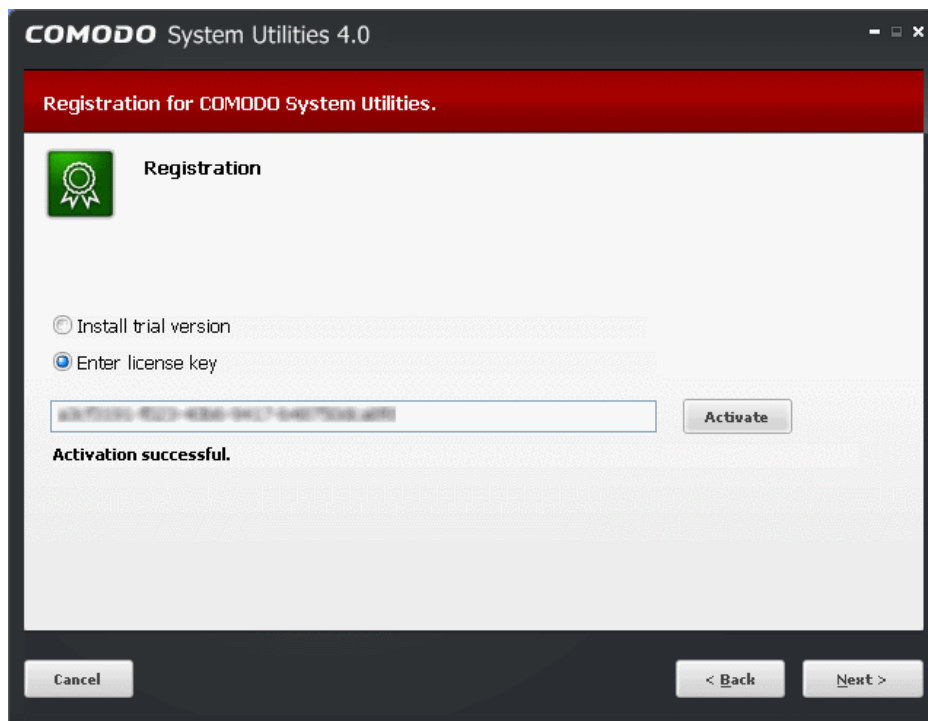 COMODO System Utilities 4.0
Registration for COMODO System Utilities.
Registration
Install trial version
Enter license key
Activate
Activation successful.
Cancel
< Back
Next >